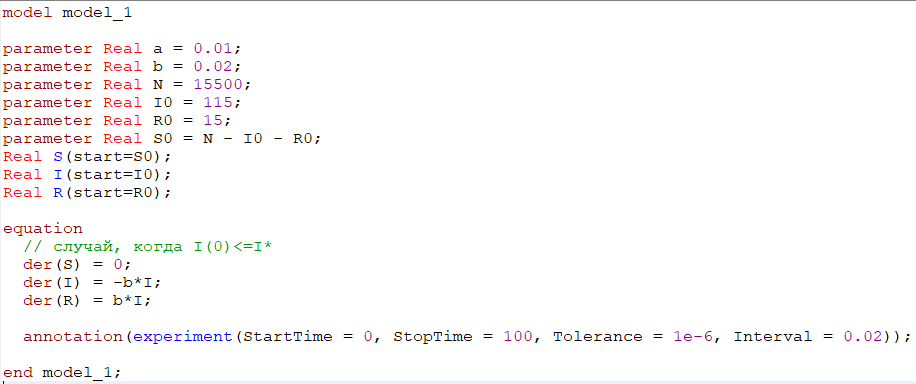 model model_1
parameter Real a = 0.01;
parameter Real b = 0.02;
parameter Real N = 15500;
parameter Real I0 = 115;
parameter Real R0 = 15;
parameter Real S0 = N - I0 - R0;
Real S(start=S0);
Real I(start=I0);
Real R(start=R0);
equation
// случай, когда I(0)<=I*
der(S) = 0;
der(I) = -b*I;
der(R) = b*I;
annotation(experiment(StartTime = 0, StopTime = 100, Tolerance = 1e-6, Interval = 0.02));
end model_1;